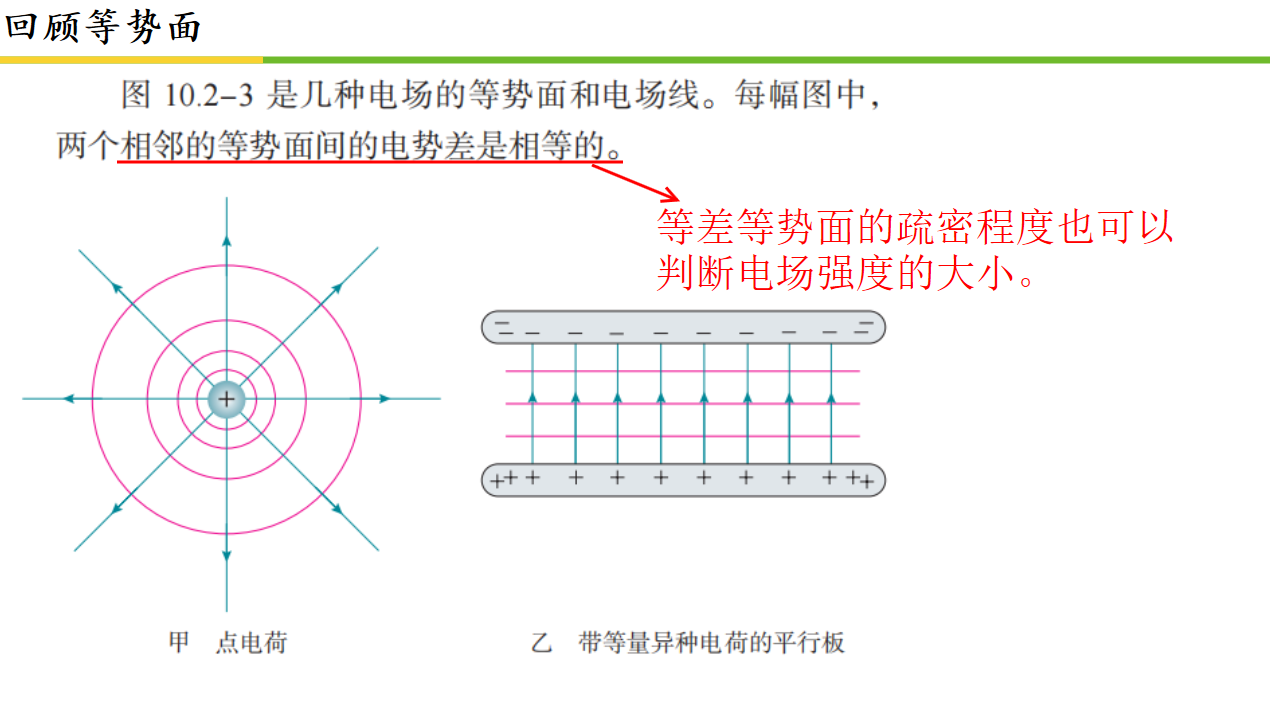 回顾等势面
图 10.2-3 是几种电场的等势面和电场线。每幅图中，
两个相邻的等势面间的电势差是相等的。
等差等势面的疏密程度也可以
判断电场强度的大小。
+
− − − − − − − − − − − −
+ + + + + + + + + + + +
甲 点电荷
乙 带等量异种电荷的平行板